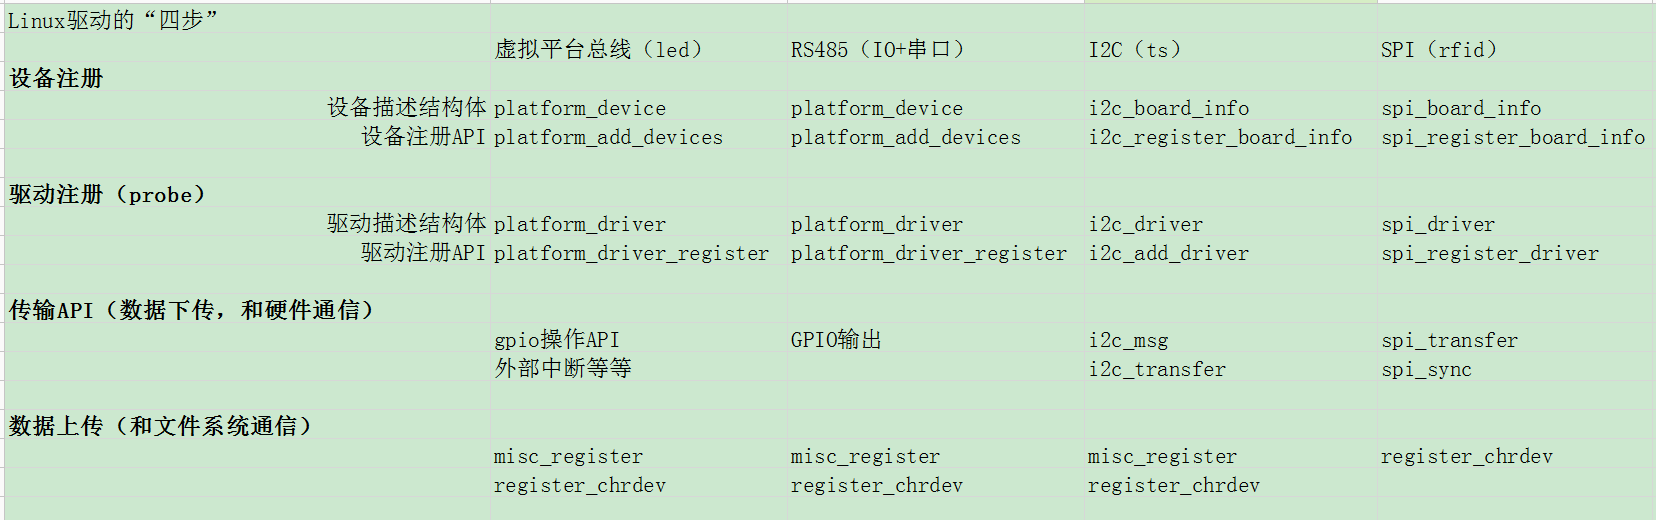 Linux驱动的“四步”
虚拟平台总线（led） RS485（IO+串口） I2C（ts） SPI（rfid）
设备注册
设备描述结构体 platform_device platform_device i2c_board_info spi_board_info
设备注册API platform_add_devices platform_add_devices i2c_register_board_info spi_register_board_info
驱动注册（probe）
驱动描述结构体 platform_driver platform_driver i2c_driver spi_driver
驱动注册API platform_driver_register platform_driver_register i2c_add_driver spi_register_driver
传输API（数据下传，和硬件通信）
gpio操作API GPIO输出 i2c_msg spi_transfer
外部中断等等 i2c_transfer spi_sync
数据上传（和文件系统通信）
misc_register misc_register misc_register register_chrdev
register_chrdev register_chrdev register_chrdev